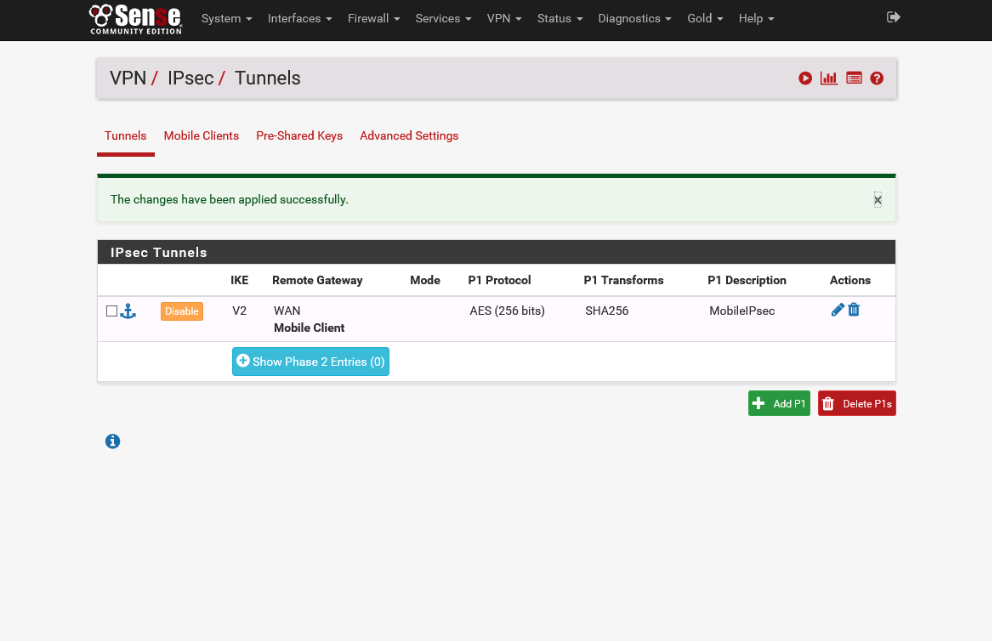 Sense
COMMUNITY EDITION
System Interfaces Firewall Services VPN Status Diagnostics Gold Help
VPN / IPsec / Tunnels
Tunnels Mobile Clients Pre-Shared Keys Advanced Settings
The changes have been applied successfully.
IPsec Tunnels
IKE Remote Gateway Mode P1 Protocol P1 Transforms P1 Description Actions
Disable V2 WAN AES (256 bits) SHA256 MobileIPsec
Mobile Client
Show Phase 2 Entries (0)
Add P1 Delete P1s